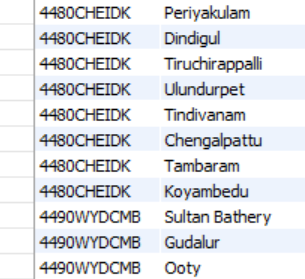 4480CHEIDK Periyakulam
4480CHEIDK Dindigul
4480CHEIDK Tiruchirappalli
4480CHEIDK Ulundurpet
4480CHEIDK Tindivanam
4480CHEIDK Chengalpattu
4480CHEIDK Tambaram
4480CHEIDK Koyambedu
4490WYDCMB Sultan Bathery
4490WYDCMB Gudalur
4490WYDCMB Ooty